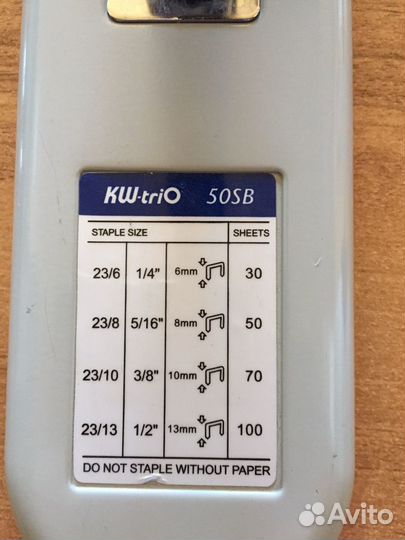 KW-triO 50SB
STAPLE SIZE SHEETS
23/6 1/4" 6mm 30
23/8 5/16" 8mm 50
23/10 3/8" 10mm 70
23/13 1/2" 13mm 100
DO NOT STAPLE WITHOUT PAPER
Avito